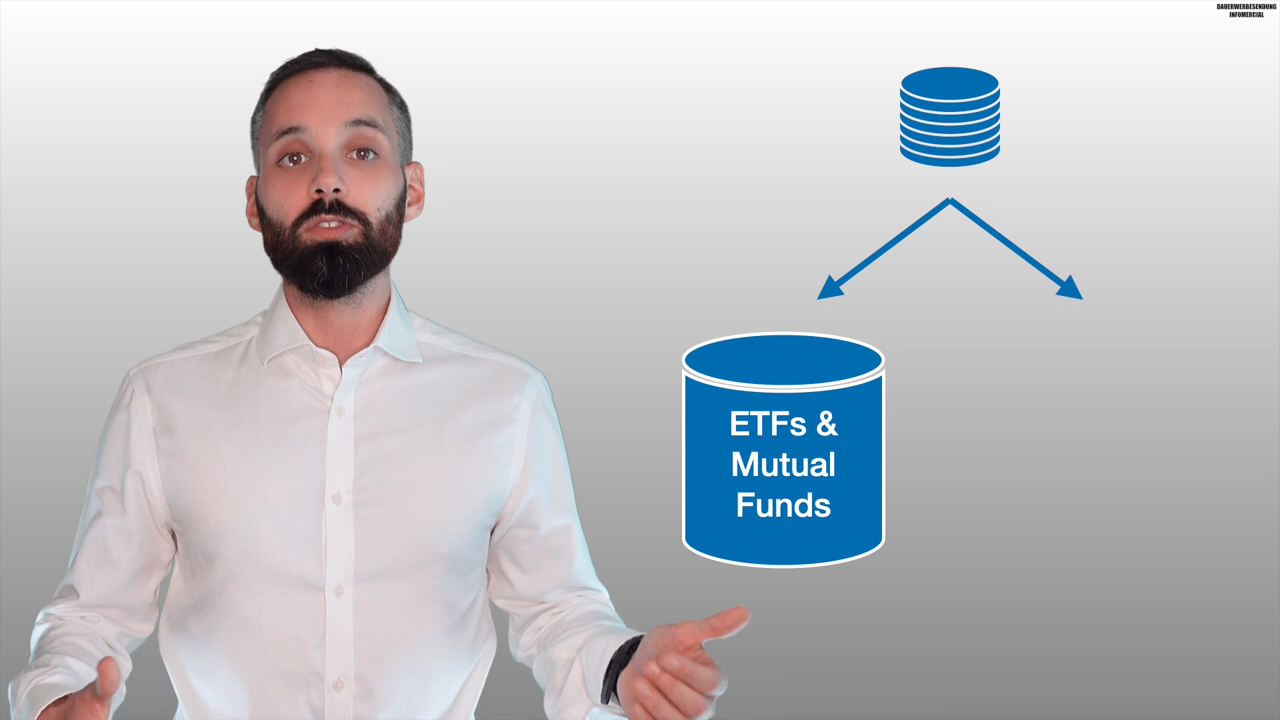 DAUERWERBESENDUNG
INFOMERCIAL
ETFs &
Mutual
Funds